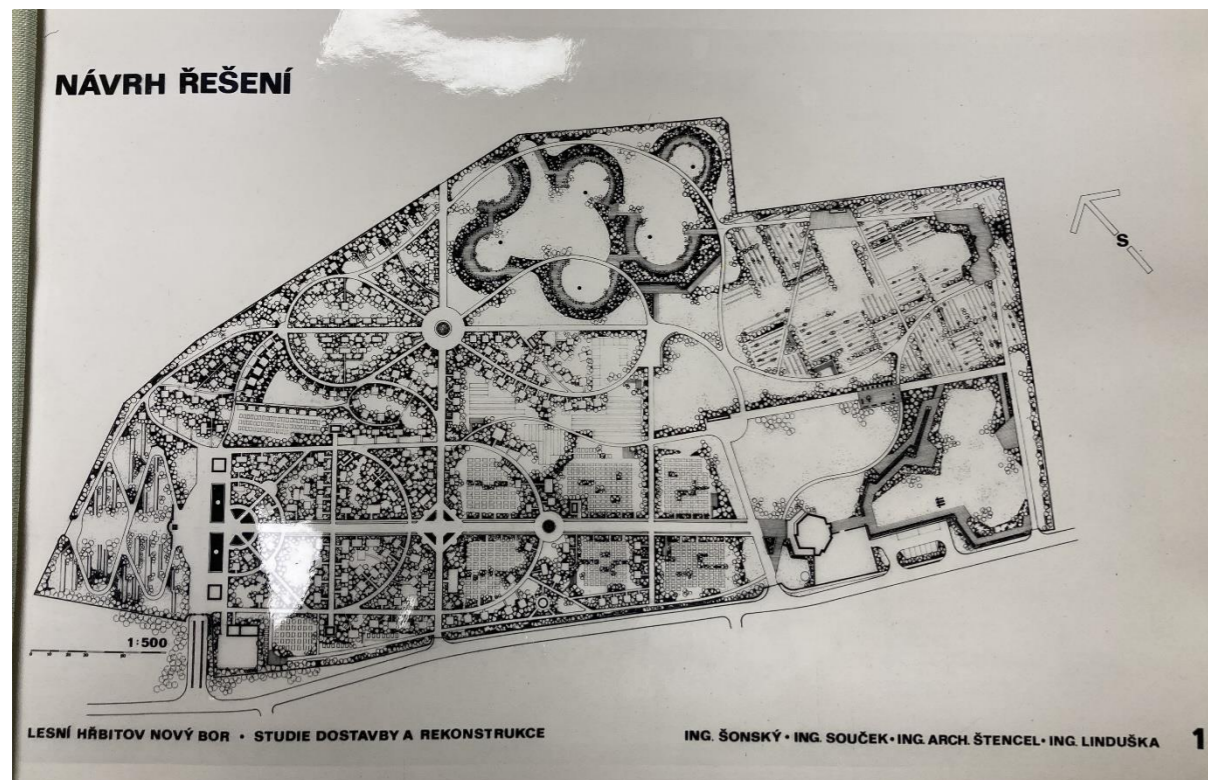 NÁVRH ŘEŠENÍ
S
1:500
LESNÍ HŘBITOV NOVÝ BOR • STUDIE DOSTAVBY A REKONSTRUKCE
ING. ŠONSKÝ • ING. SOUČEK • ING. ARCH. ŠTENCEL • ING. LINDUŠKA 1